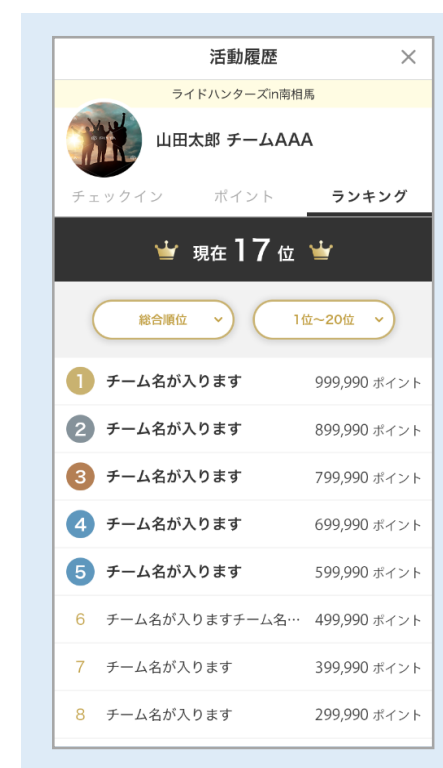 活動履歴
ライドハンターズin南相馬
山田太郎 チームAAA
チェックイン ポイント ランキング
現在 17 位
総合順位 1位~20位
1 チーム名が入ります 999,990 ポイント
2 チーム名が入ります 899,990 ポイント
3 チーム名が入ります 799,990 ポイント
4 チーム名が入ります 699,990 ポイント
5 チーム名が入ります 599,990 ポイント
6 チーム名が入りますチーム名… 499,990 ポイント
7 チーム名が入ります 399,990 ポイント
8 チーム名が入ります 299,990 ポイント